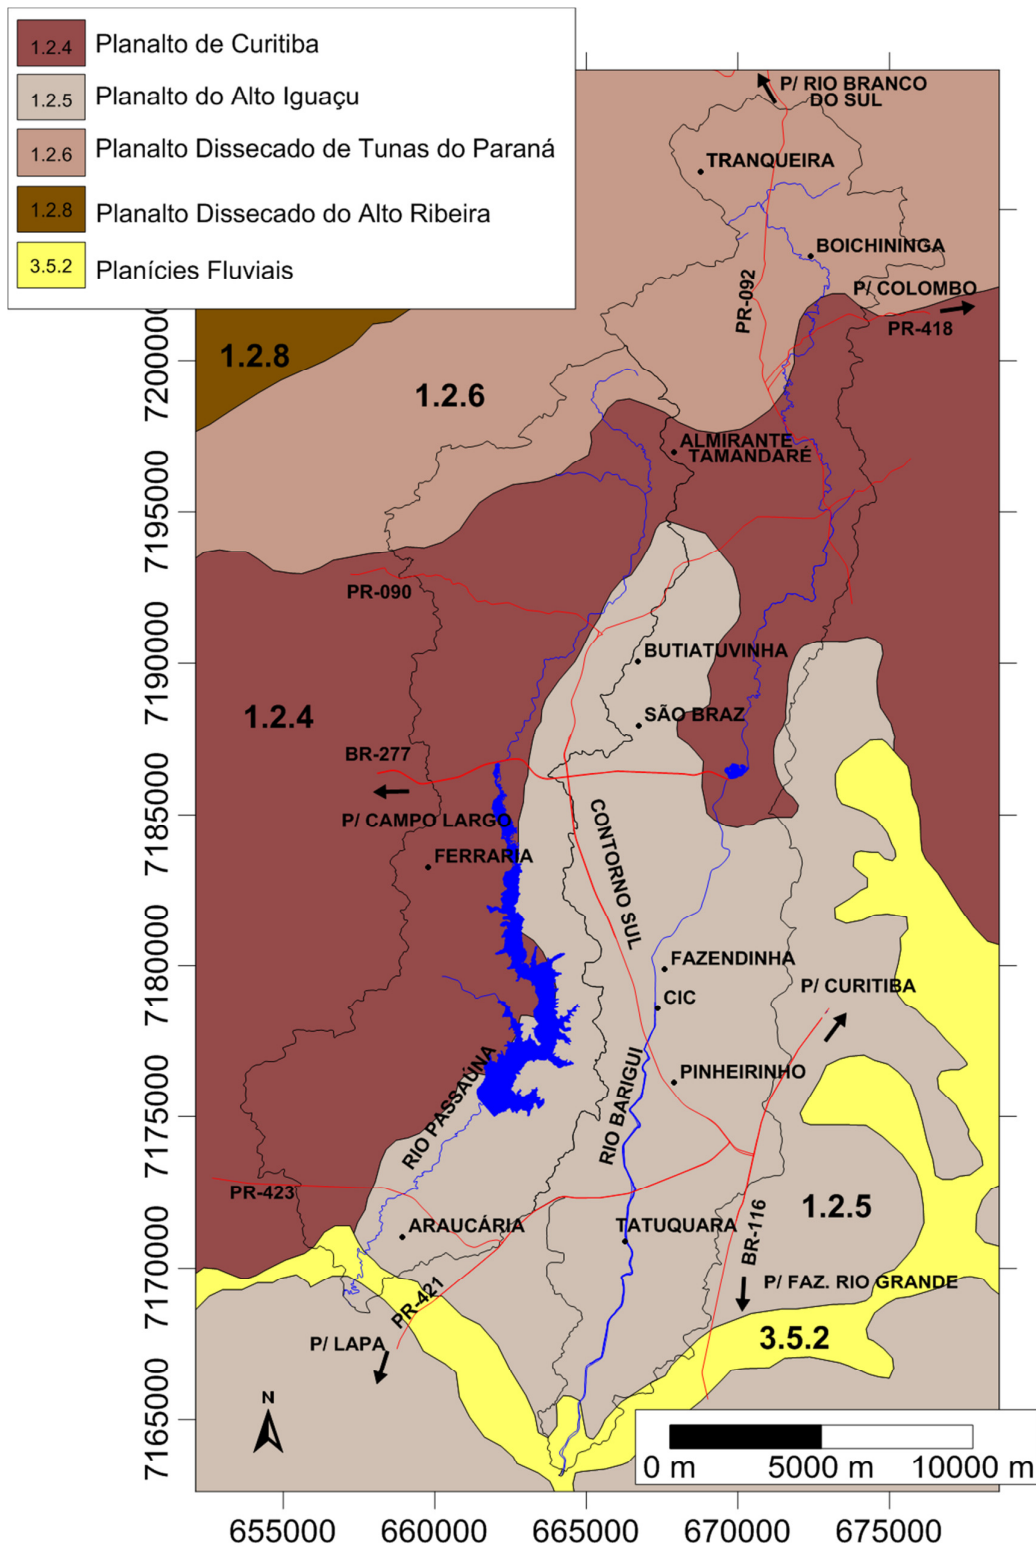 1.2.4 Planalto de Curitiba
1.2.5 Planalto do Alto Iguaçu
1.2.6 Planalto Dissecado de Tunas do Paraná
1.2.8 Planalto Dissecado do Alto Ribeira
3.5.2 Planícies Fluviais
P/ RIO BRANCO
DO SUL
TRANQUEIRA
BOICHININGA
PR-092
P/ COLOMBO
PR-418
1.2.8
1.2.6
ALMIRANTE
TAMANDARÉ
PR-090
BUTIATUVINHA
1.2.4
SÃO BRAZ
BR-277
P/ CAMPO LARGO
CONTORNO SUL
FERRARIA
FAZENDINHA
P/ CURITIBA
CIC
RIO PASSAÚNA
RIO BARIGUI
PINHEIRINHO
PR-423
1.2.5
ARAUCÁRIA
TATUQUARA
BR-116
P/ FAZ. RIO GRANDE
PR-421
3.5.2
P/ LAPA
N
0 m 5000 m 10000 m
7200000
7195000
7190000
7185000
7180000
7175000
7170000
7165000
655000 660000 665000 670000 675000